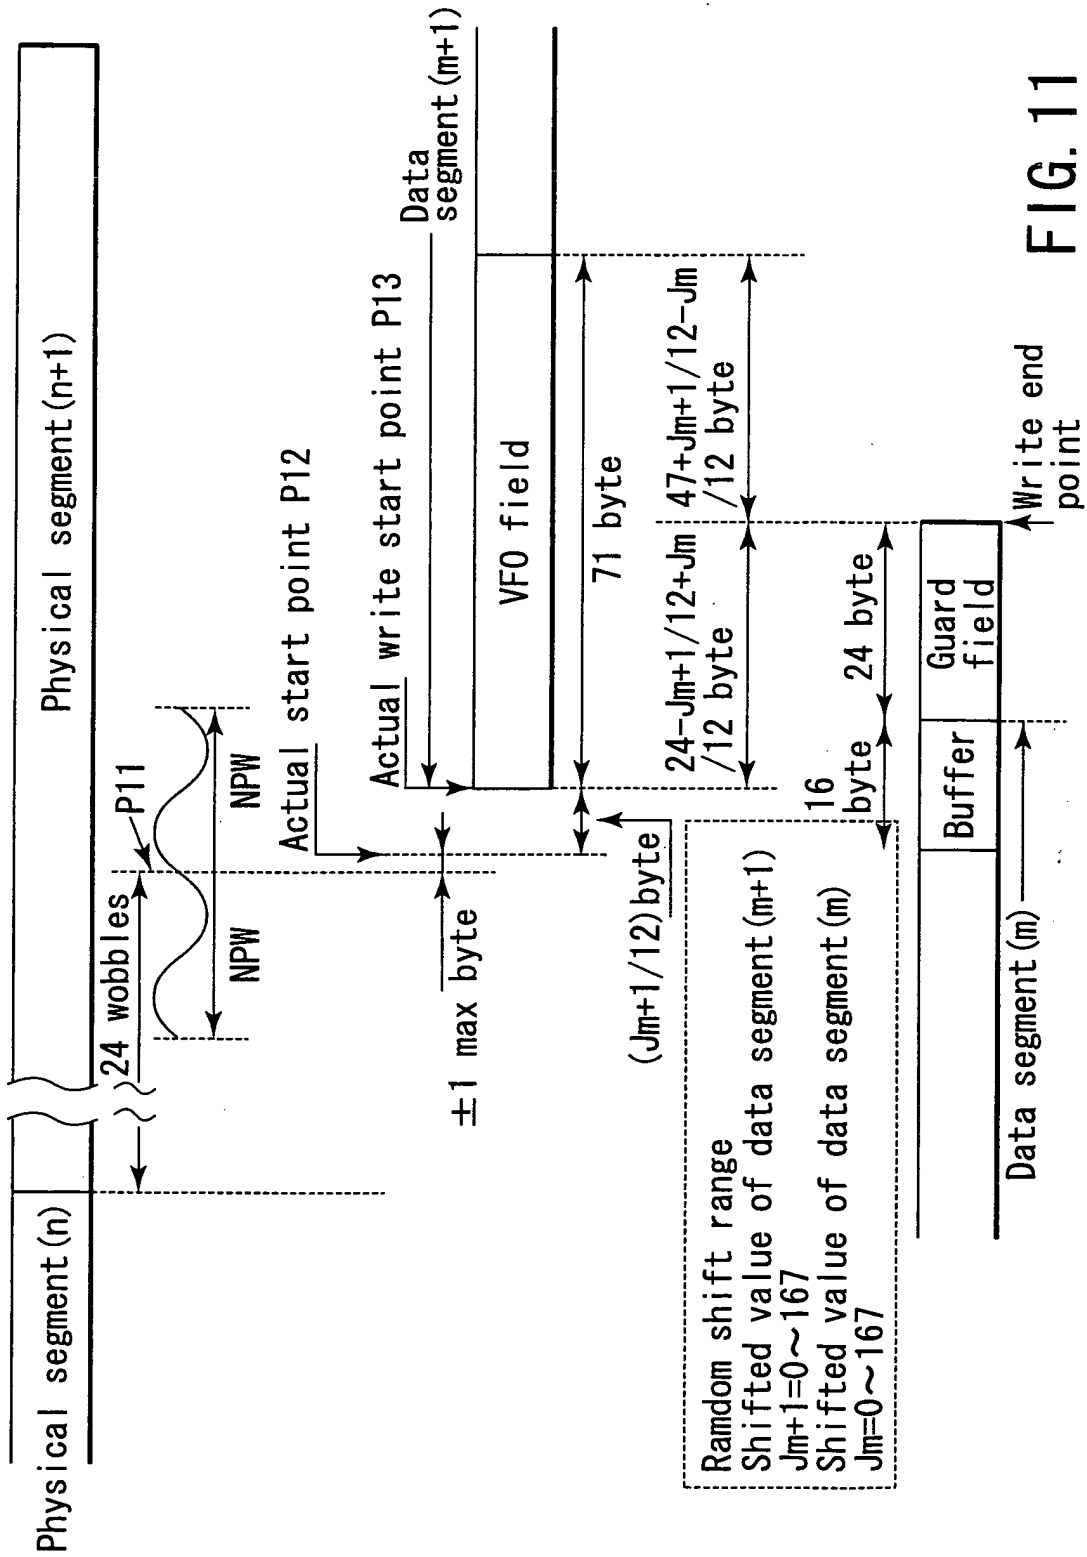 Physical segment(n)
Physical segment(n+1)
24 wobbles
P11
NPW
NPW
Actual start point P12
Actual write start point P13
Data
segment(m+1)
±1 max byte
VFO field
71 byte
(Jm+1/12)byte
24-Jm+1/12+Jm
/12 byte
47+Jm+1/12-Jm
/12 byte
Ramdom shift range
Shifted value of data segment(m+1)
Jm+1=0~167
Shifted value of data segment(m)
Jm=0~167
16
byte
24 byte
Buffer
Guard
field
Data segment(m)
Write end
point
FIG. 11